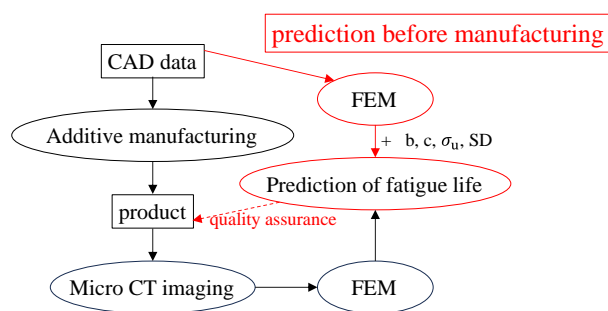 prediction before manufacturing
CAD data
FEM
Additive manufacturing
+ b, c, σu, SD
Prediction of fatigue life
product
quality assurance
Micro CT imaging
FEM